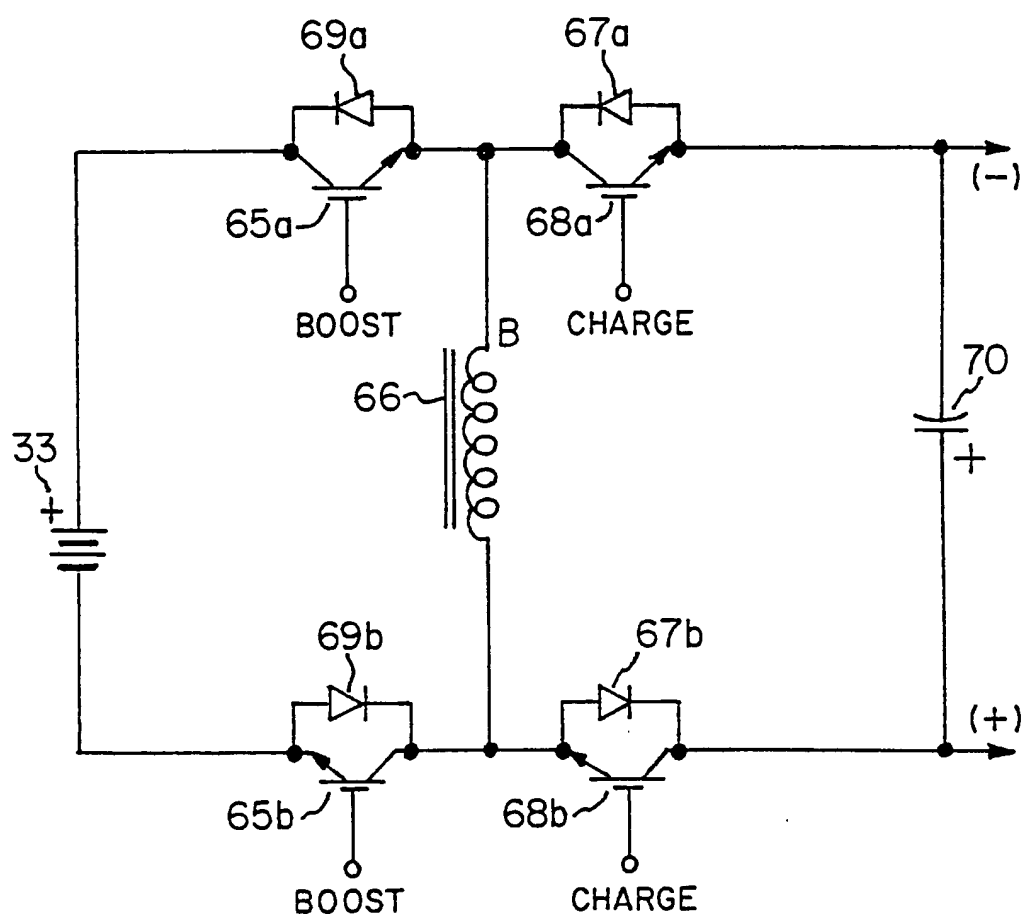 69a
67a
(-)
65a
68a
BOOST
CHARGE
B
70
66
+
33
+
69b
67b
(+)
65b
68b
BOOST
CHARGE